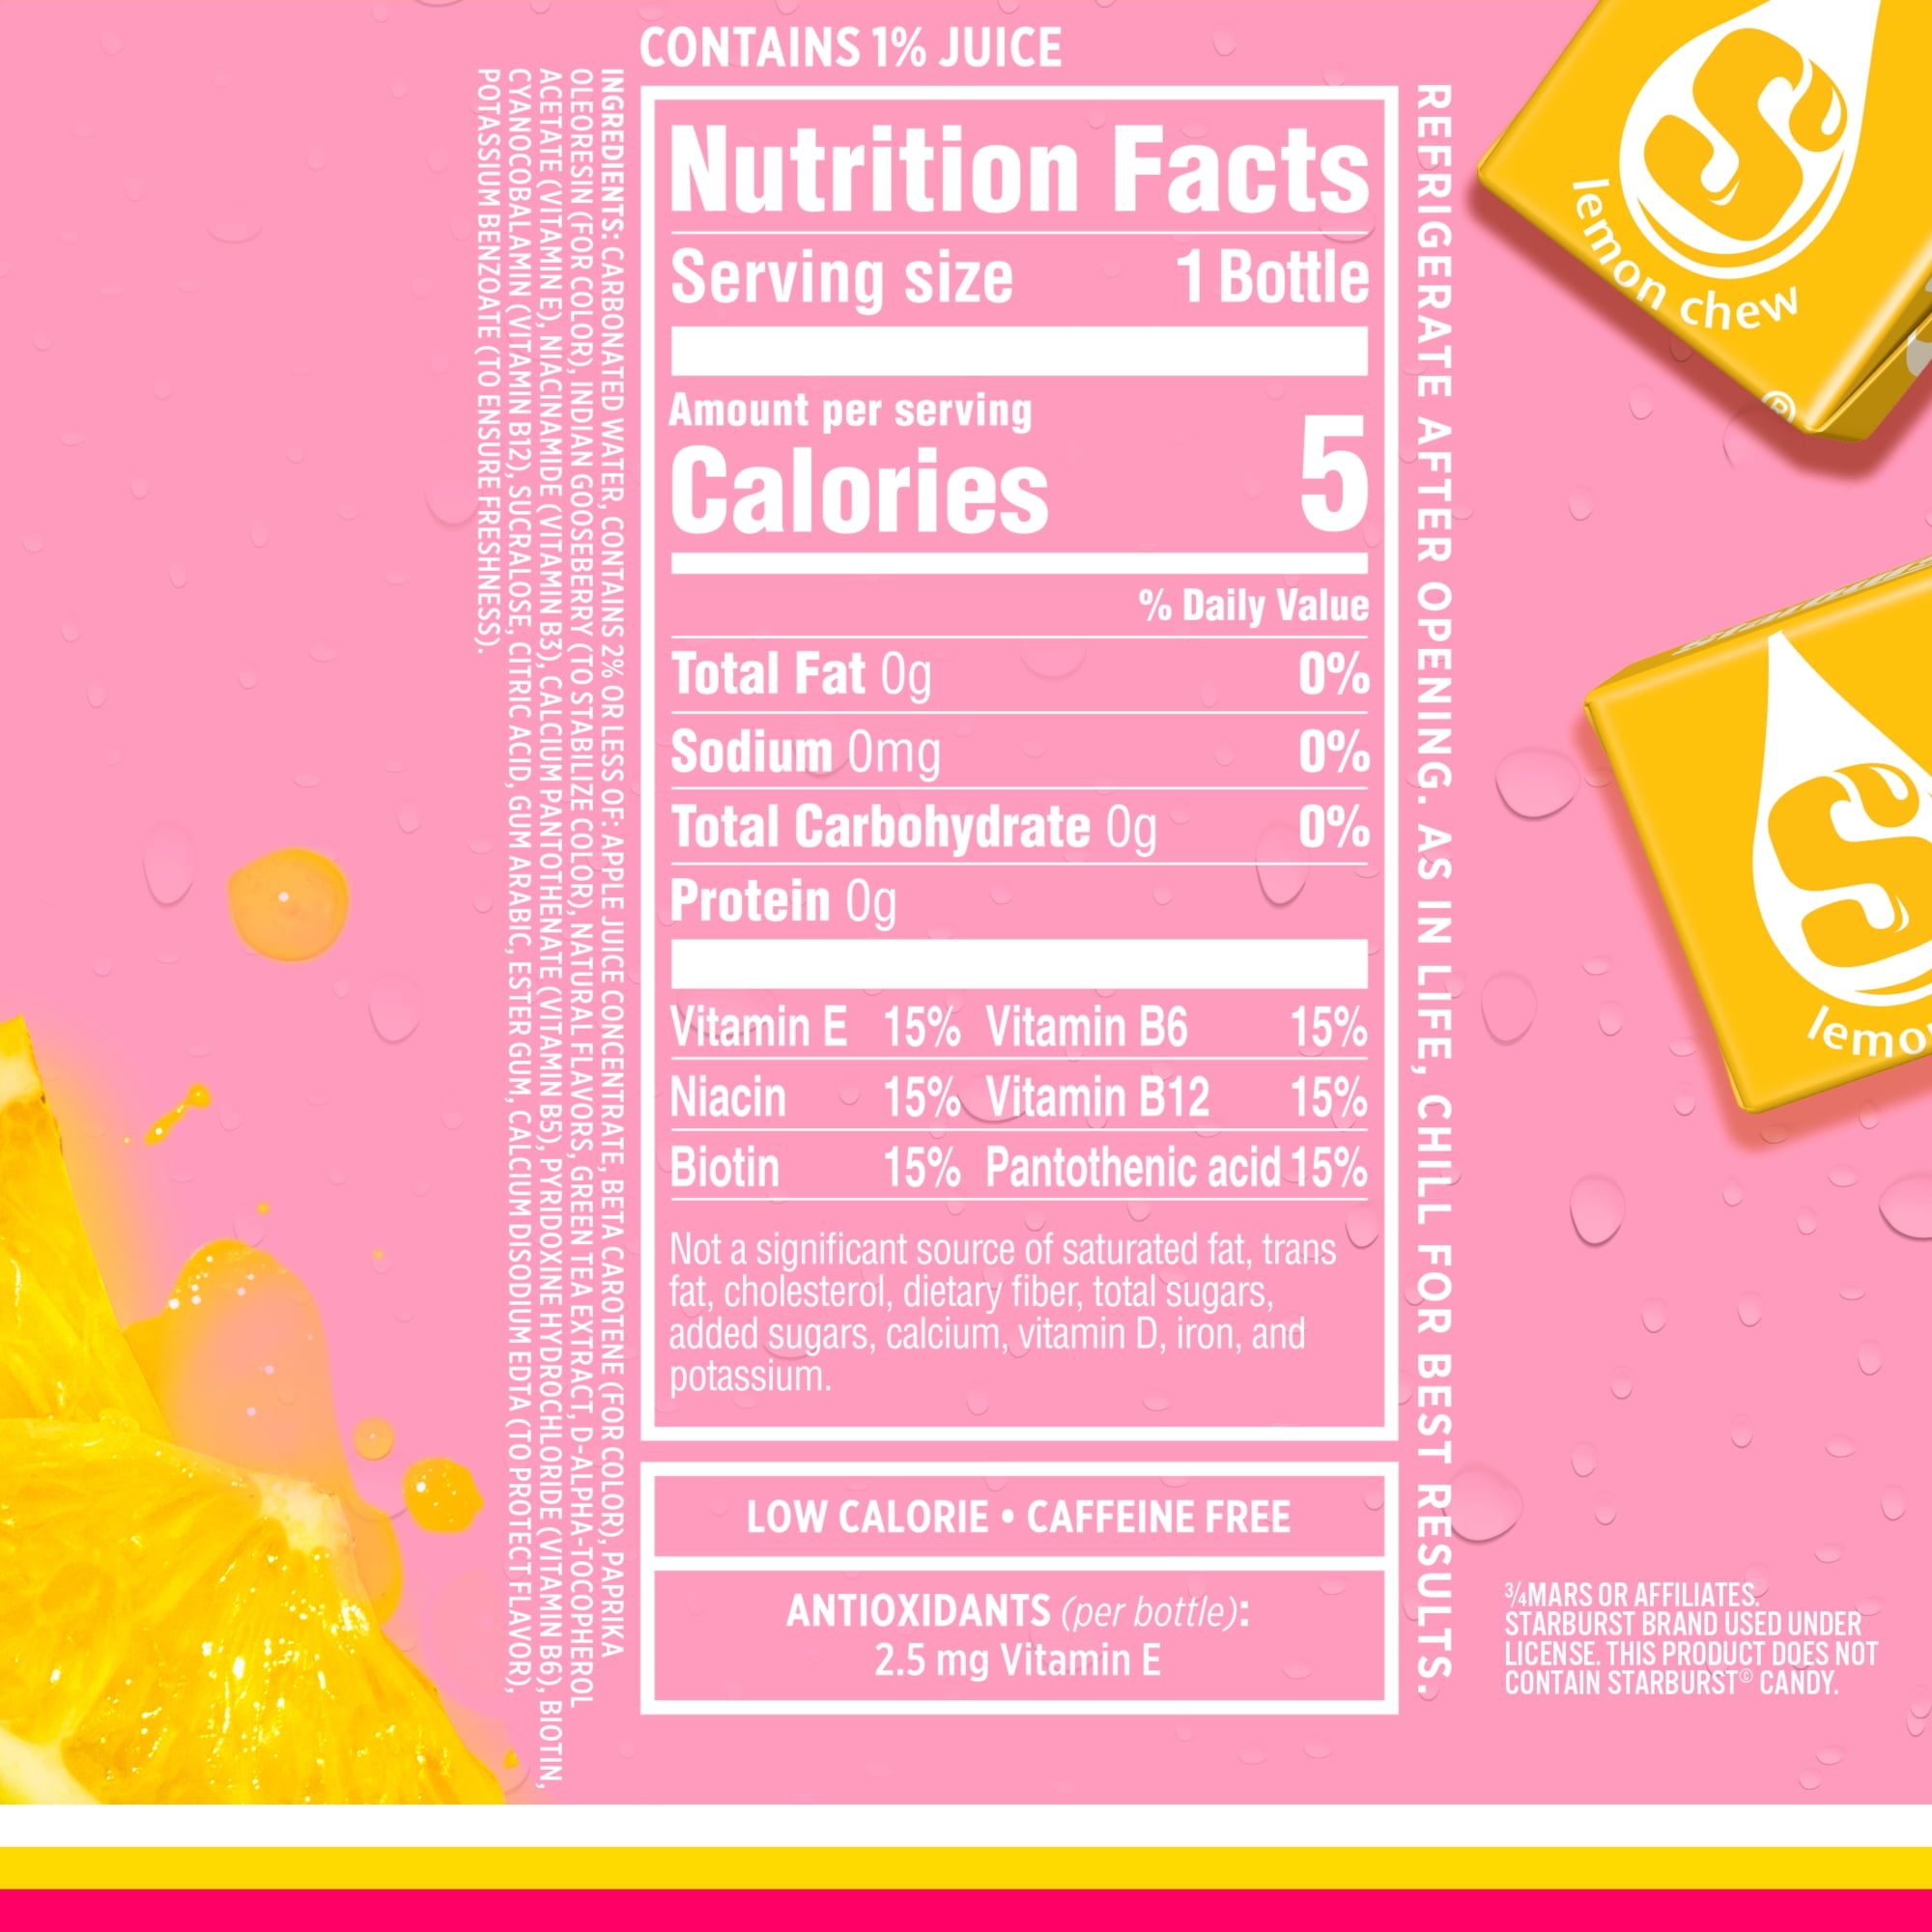 CONTAINS 1% JUICE
INGREDIENTS: CARBONATED WATER, CONTAINS 2% OR LESS OF: APPLE JUICE CONCENTRATE, BETA CAROTENE (FOR COLOR), PAPRIKA
OLEORESIN (FOR COLOR), INDIAN GOOSEBERRY (TO STABILIZE COLOR), NATURAL FLAVORS, GREEN TEA EXTRACT, D-ALPHA-TOCOPHEROL
ACETATE (VITAMIN E), NIACINAMIDE (VITAMIN B3), CALCIUM PANTOTHENATE (VITAMIN B5), PYRIDOXINE HYDROCHLORIDE (VITAMIN B6), BIOTIN,
CYANOCOBALAMIN (VITAMIN B12), SUCRALOSE, CITRIC ACID, GUM ARABIC, ESTER GUM, CALCIUM DISODIUM EDTA (TO PROTECT FLAVOR),
POTASSIUM BENZOATE (TO ENSURE FRESHNESS).
Nutrition Facts
Serving size 1 Bottle
Amount per serving
Calories 5
% Daily Value
Total Fat 0g 0%
Sodium 0mg 0%
Total Carbohydrate 0g 0%
Protein 0g
Vitamin E 15% Vitamin B6 15%
Niacin 15% Vitamin B12 15%
Biotin 15% Pantothenic acid 15%
Not a significant source of saturated fat, trans
fat, cholesterol, dietary fiber, total sugars,
added sugars, calcium, vitamin D, iron, and
potassium.
LOW CALORIE • CAFFEINE FREE
ANTIOXIDANTS (per bottle):
2.5 mg Vitamin E
REFRIGERATE AFTER OPENING. AS IN LIFE, CHILL FOR BEST RESULTS.
S
lemon chew
®
S
lemo
¾MARS OR AFFILIATES.
STARBURST BRAND USED UNDER
LICENSE. THIS PRODUCT DOES NOT
CONTAIN STARBURST© CANDY.